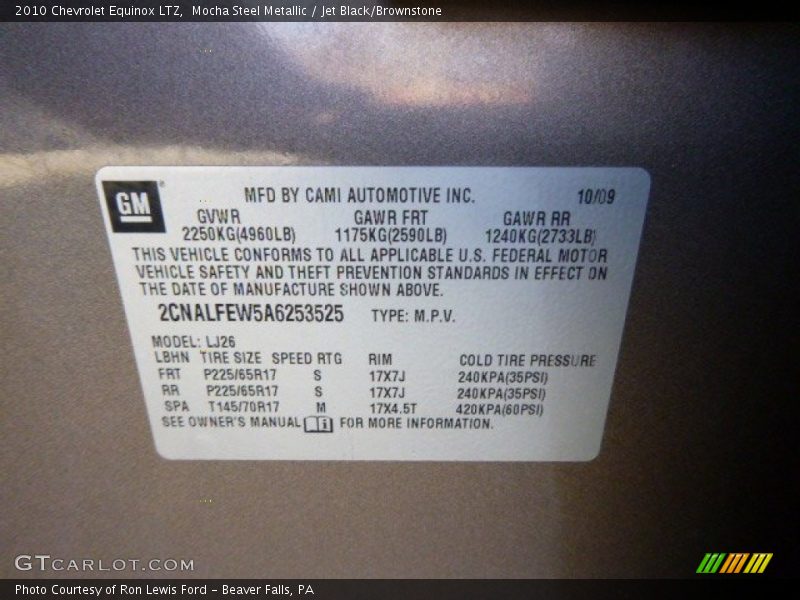 2010 Chevrolet Equinox LTZ,  Mocha Steel Metallic / Jet Black/Brownstone
GM
MFD BY CAMI AUTOMOTIVE INC. 10/09
GVWR GAWR FRT GAWR RR
2250KG(4960LB) 1175KG(2590LB) 1240KG(2733LB)
THIS VEHICLE CONFORMS TO ALL APPLICABLE U.S. FEDERAL MOTOR
VEHICLE SAFETY AND THEFT PREVENTION STANDARDS IN EFFECT ON
THE DATE OF MANUFACTURE SHOWN ABOVE.
2CNALFEW5A6253525 TYPE: M.P.V.
MODEL: LJ26
LBHN TIRE SIZE SPEED RTG RIM COLD TIRE PRESSURE
FRT P225/65R17 S 17X7J 240KPA(35PSI)
RR P225/65R17 S 17X7J 240KPA(35PSI)
SPA T145/70R17 M 17X4.5T 420KPA(60PSI)
SEE OWNER'S MANUAL FOR MORE INFORMATION.
GTCARLOT.COM
Photo Courtesy of Ron Lewis Ford – Beaver Falls, PA